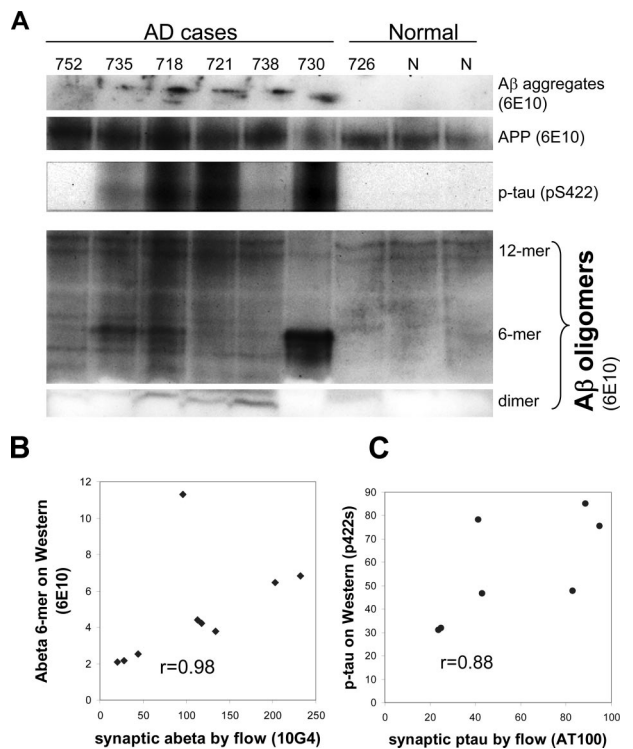 A
AD cases Normal
752 735 718 721 738 730 726 N N
Aβ aggregates
(6E10)
APP (6E10)
p-tau (pS422)
12-mer
6-mer
dimer
Aβ oligomers
(6E10)
B
12
10
8
6
4
2
0
0 50 100 150 200 250
Abeta 6-mer on Western
(6E10)
r=0.98
synaptic abeta by flow (10G4)
C
90
80
70
60
50
40
30
20
10
0
0 20 40 60 80 100
p-tau on Western (p422s)
r=0.88
synaptic ptau by flow (AT100)